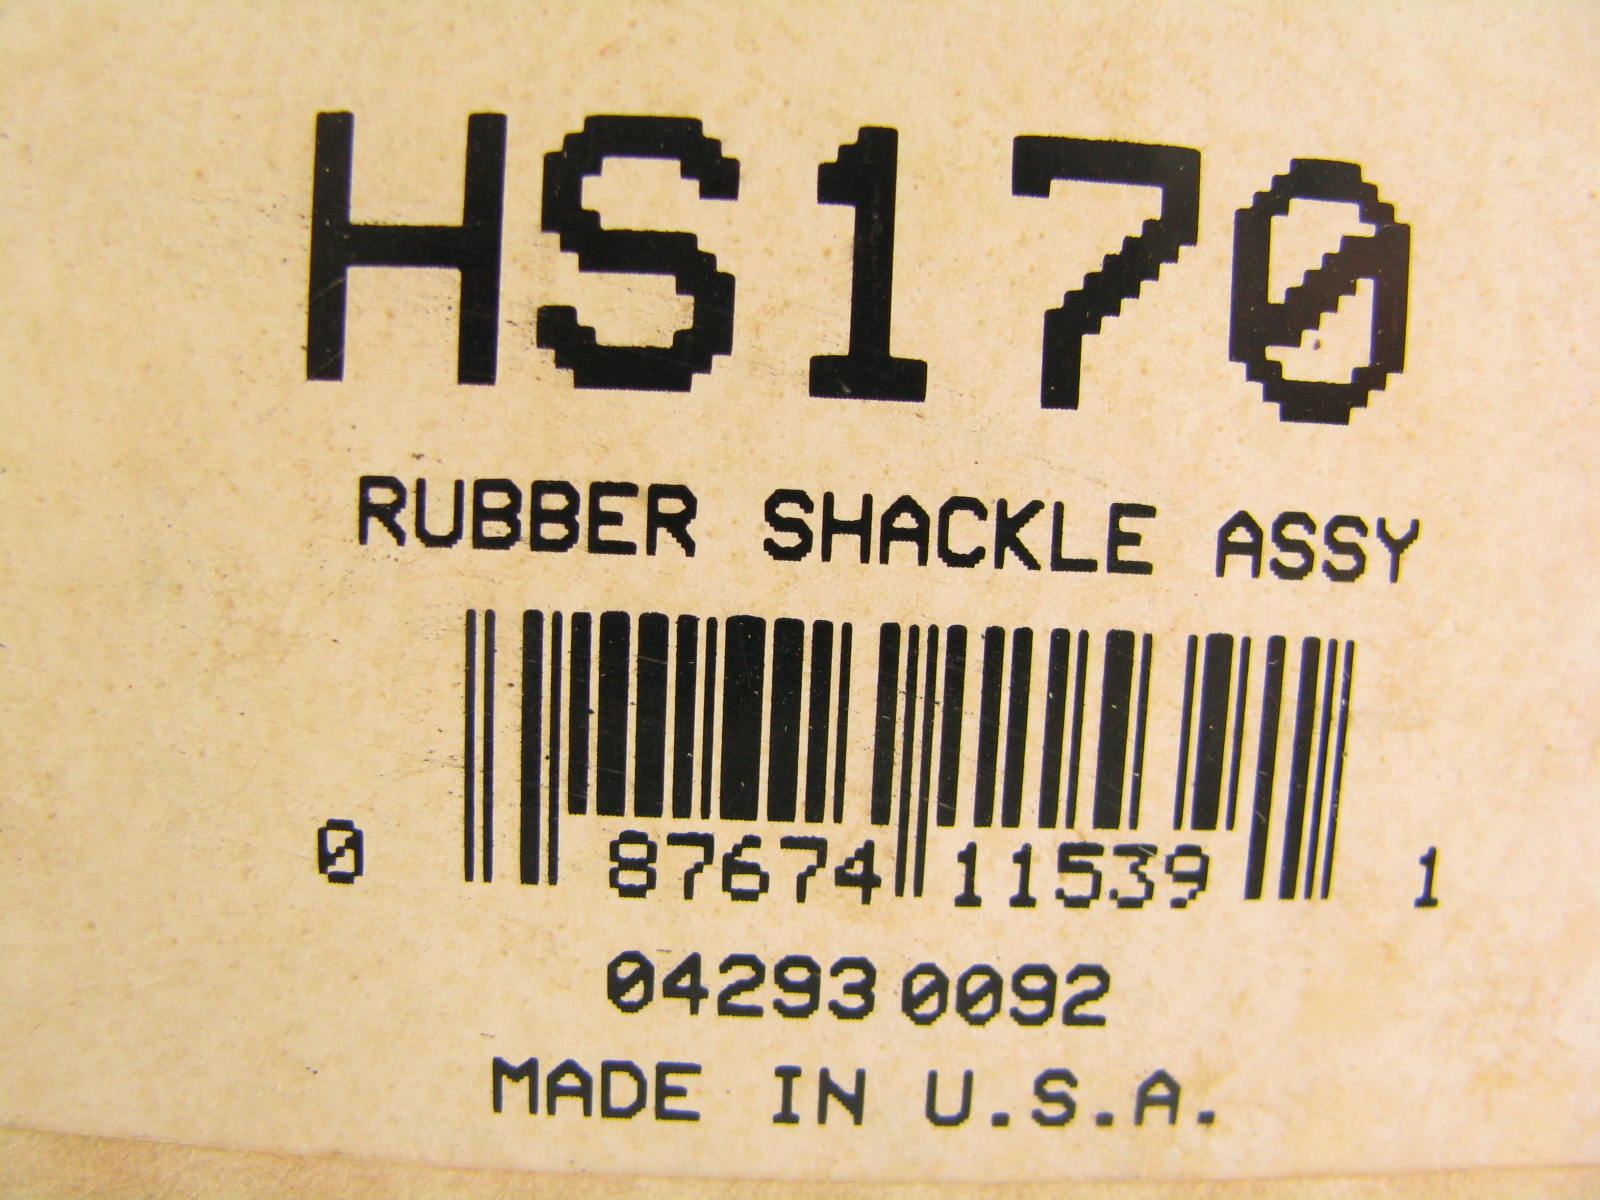 HS170
RUBBER SHACKLE ASSY
0 87674 11539 1
04293 0092
MADE IN U.S.A.